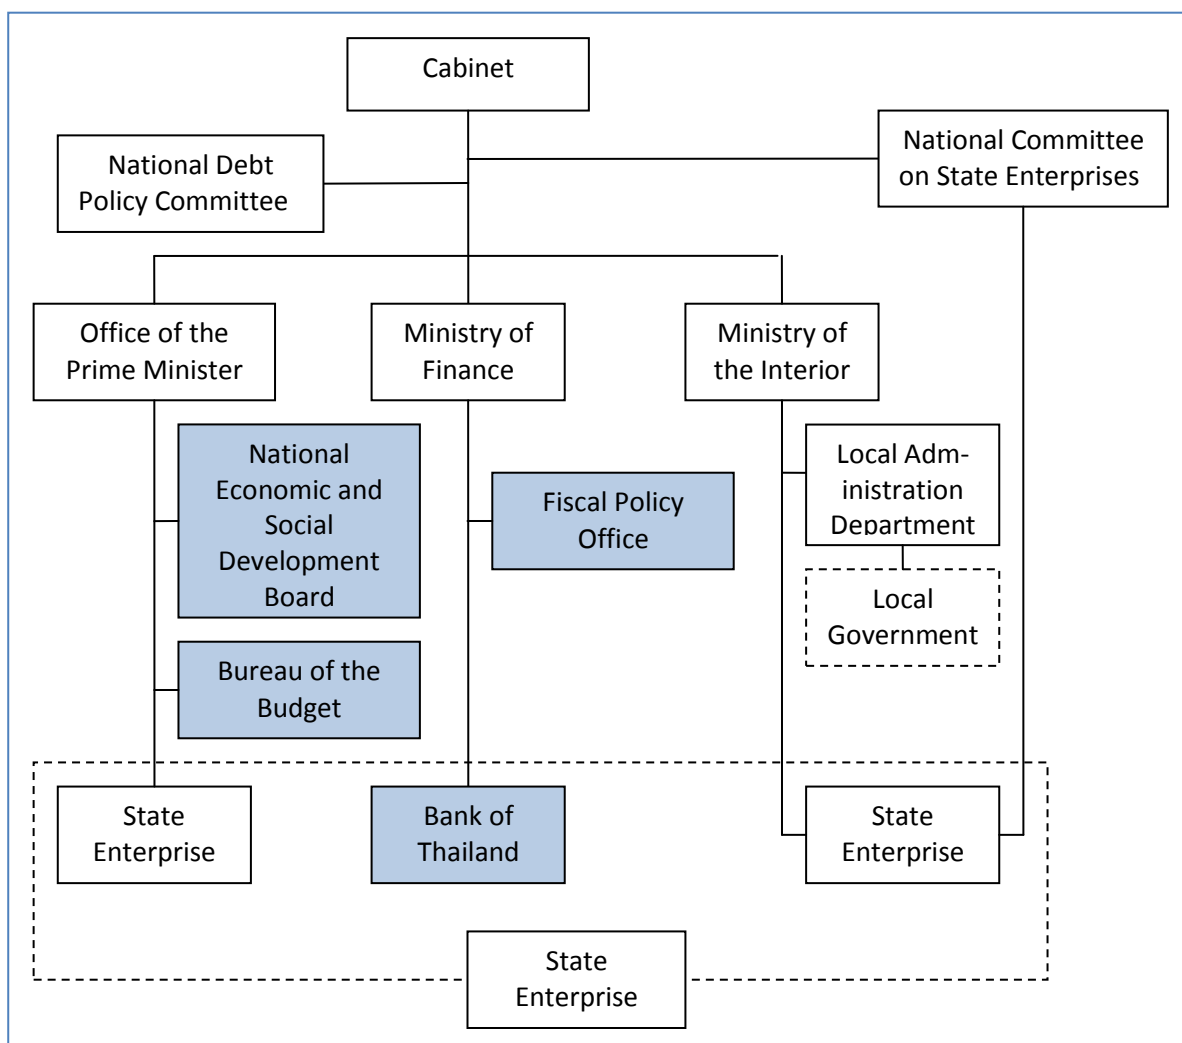 Cabinet
National Debt
Policy Committee
National Committee
on State Enterprises
Office of the
Prime Minister
Ministry of
Finance
Ministry of
the Interior
National
Economic and
Social
Development
Board
Fiscal Policy
Office
Local Adm-
inistration
Department
Local
Government
Bureau of the
Budget
State
Enterprise
Bank of
Thailand
State
Enterprise
State
Enterprise